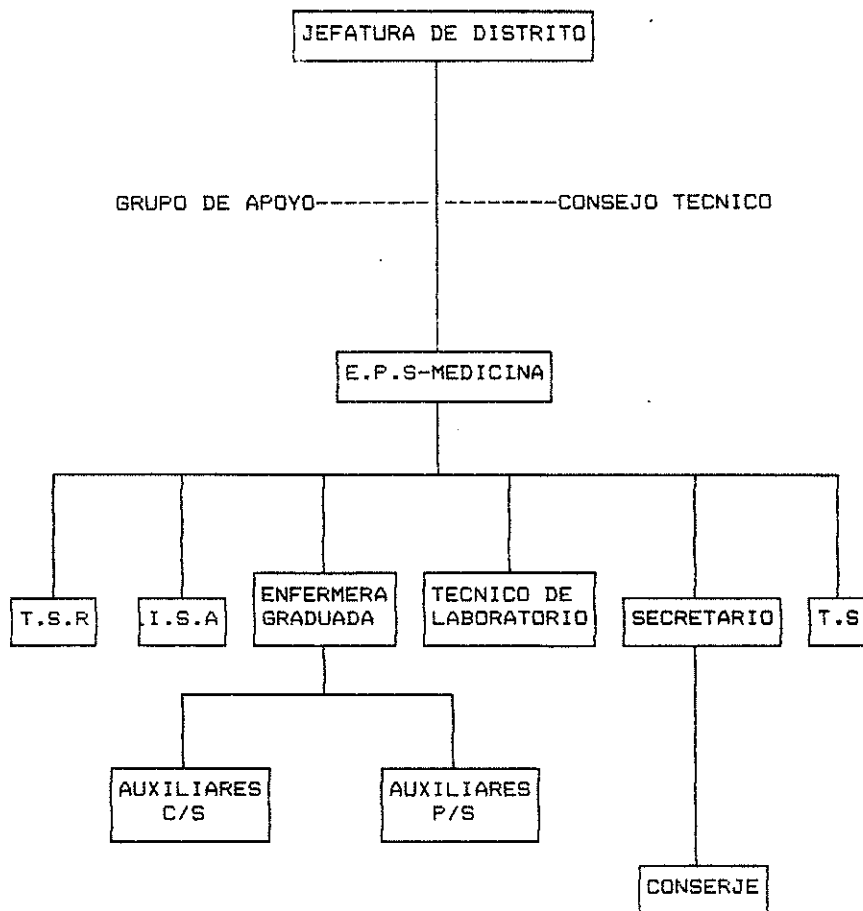 JEFATURA DE DISTRITO
GRUPO DE APOYO---------- --------CONSEJO TECNICO
E.P.S-MEDICINA
T.S.R
I.S.A
ENFERMERA
GRADUADA
TECNICO DE
LABORATORIO
SECRETARIO
T.S
AUXILIARES
C/S
AUXILIARES
P/S
CONSERJE